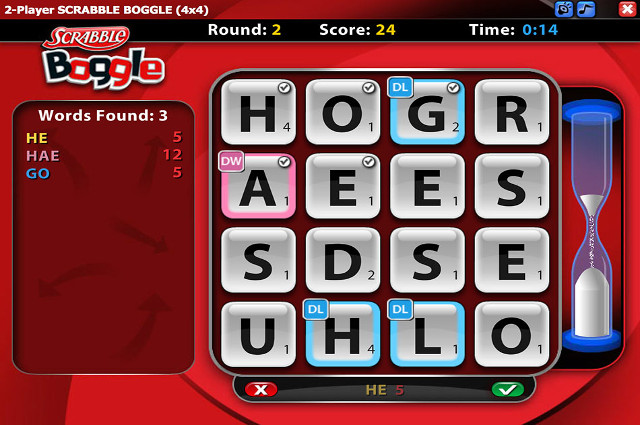 2-Player SCRABBLE BOGGLE (4x4)
Round: 2 Score: 24 Time: 0:14
SCRABBLE
Boggle
Words Found: 3
HE 5
HAE 12
GO 5
H 4 O 1 DL G 2 R 1
DW A 1 E 1 E 1 S 1
S 1 D 2 S 1 E 1
U 1 DL H 4 DL L 1 O 1
HE 5